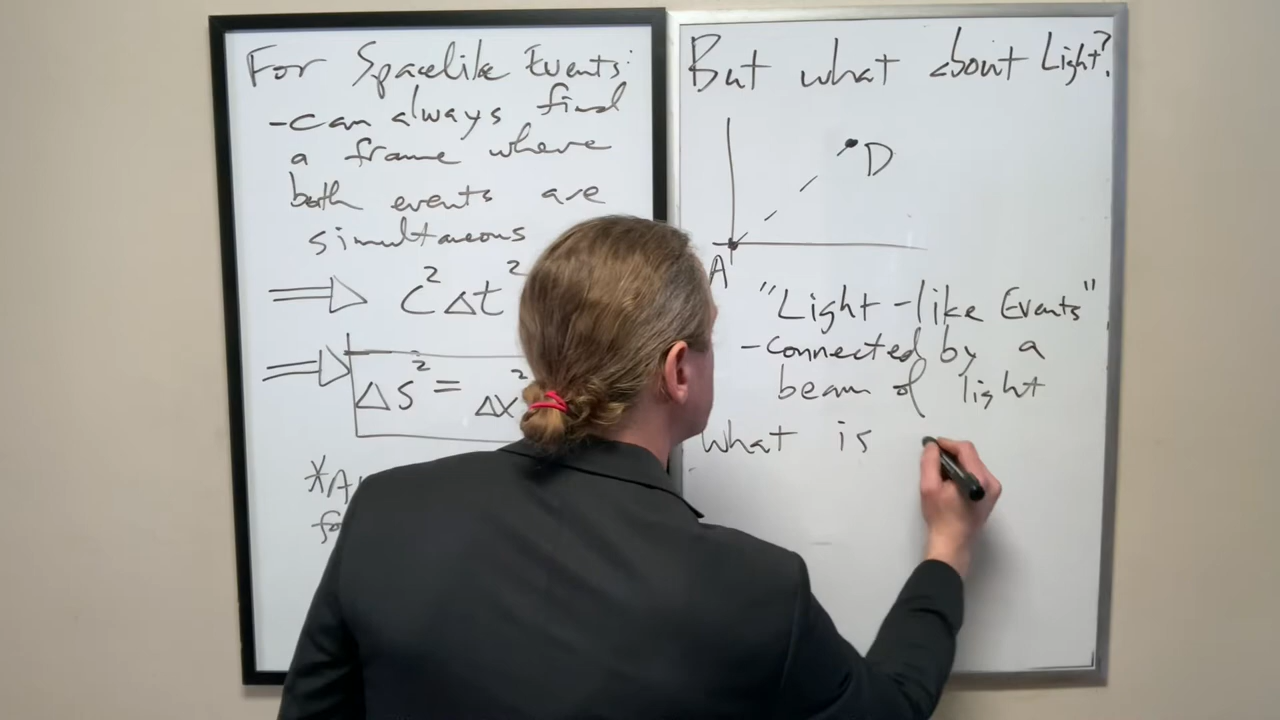 For Spacelike Events:
-can always find
a frame where
both events are
simultaneous
⇒ c²Δt²
⇒ Δs² = Δx²
But what about Light?
D
A
"Light-like Events"
-connected by a
beam of light
What is